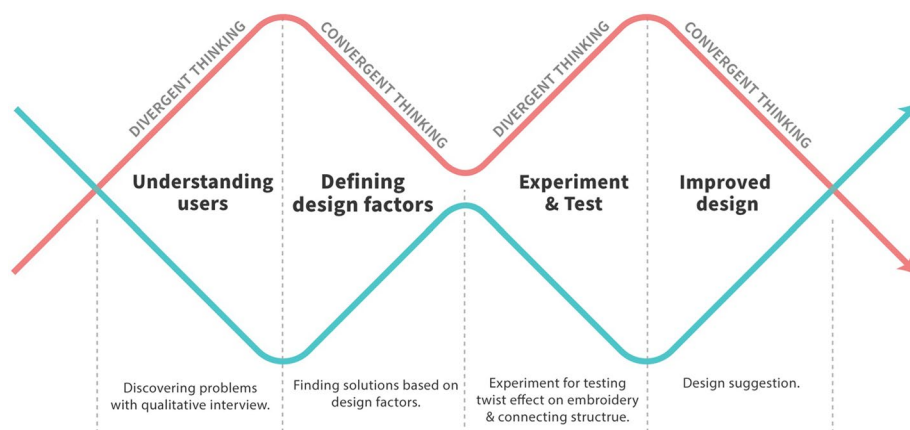 DIVERGENT THINKING
CONVERGENT THINKING
DIVERGENT THINKING
CONVERGENT THINKING
Understanding
users
Defining
design factors
Experiment
& Test
Improved
design
Discovering problems
with qualitative interview.
Finding solutions based on
design factors.
Experiment for testing
twist effect on embroidery
& connecting structrue.
Design suggestion.